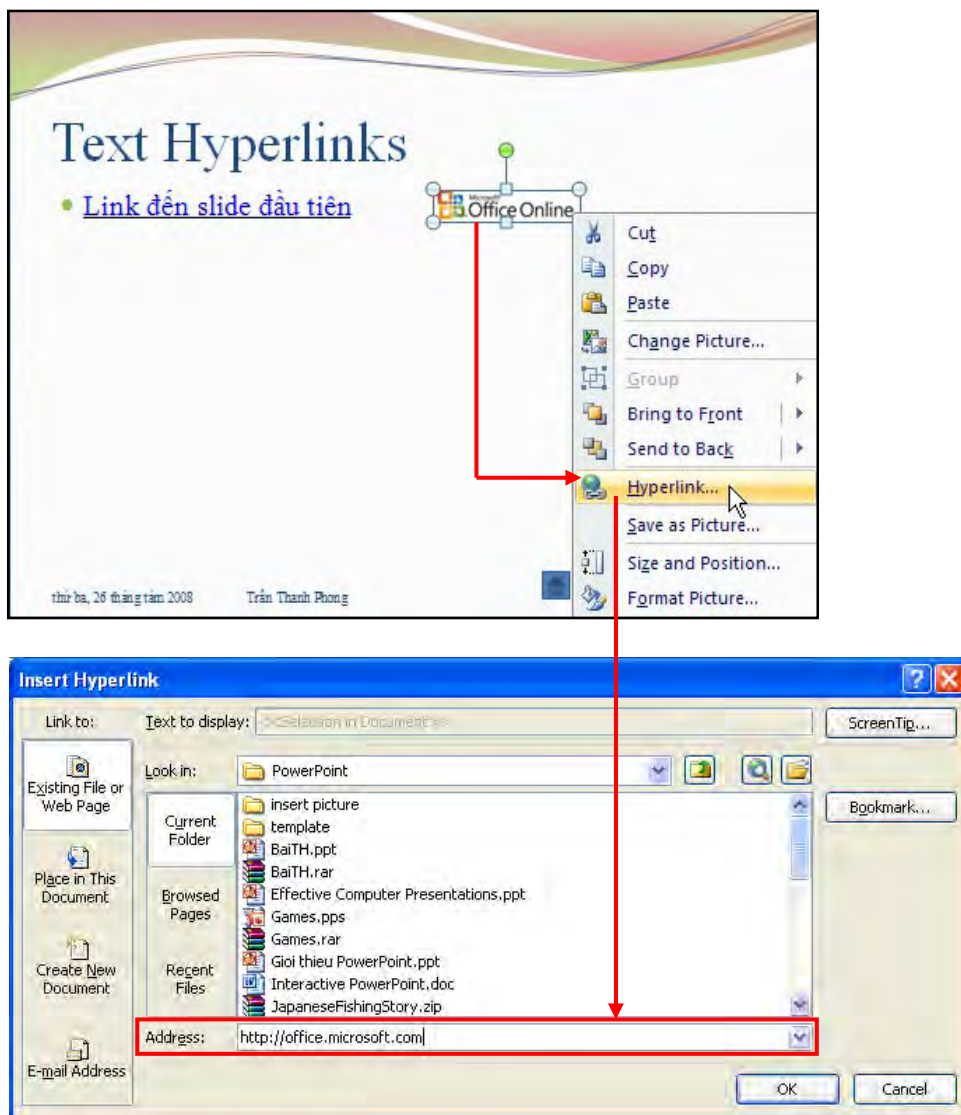 Text Hyperlinks
• Link đến slide đầu tiên
Microsoft
Office Online
Cut
Copy
Paste
Change Picture...
Group
Bring to Front
Send to Back
Hyperlink...
Save as Picture...
Size and Position...
Format Picture...
thứ ba, 26 tháng tám 2008 Trần Thanh Phong
Insert Hyperlink
Link to:
Text to display: <<Selection in Document>>
ScreenTip...
Existing File or
Web Page
Look in: PowerPoint
Bookmark...
Current
Folder
insert picture
template
BaiTH.ppt
BaiTH.rar
Place in This
Document
Browsed
Pages
Effective Computer Presentations.ppt
Games.pps
Games.rar
Create New
Document
Recent
Files
Gioi thieu PowerPoint.ppt
Interactive PowerPoint.doc
JapaneseFishingStory.zip
E-mail Address
Address: http://office.microsoft.com
OK Cancel